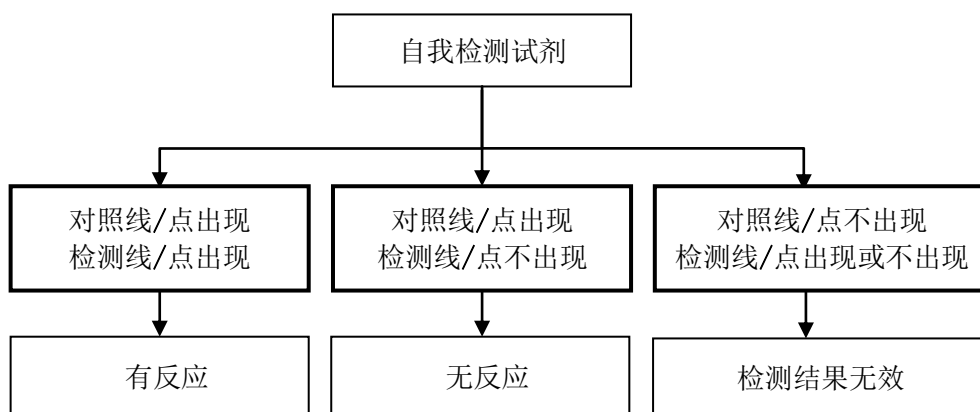 自我检测试剂
对照线/点出现
检测线/点出现
对照线/点出现
检测线/点不出现
对照线/点不出现
检测线/点出现或不出现
有反应
无反应
检测结果无效